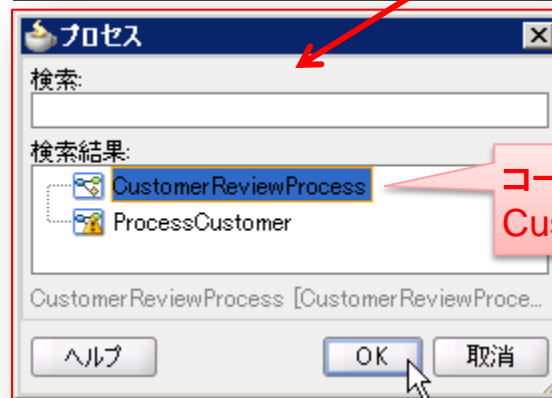 プロセス
検索:
検索結果:
CustomerReviewProcess
ProcessCustomer
コー
Cus
CustomerReviewProcess [CustomerReviewProce...
ヘルプ
OK
取消